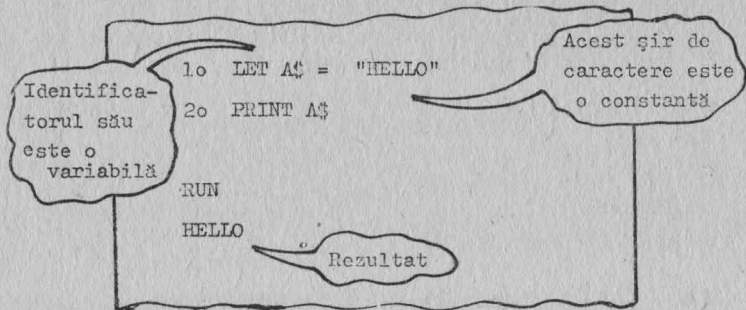 Identifica-
torul său
este o
variabilă
1o LET A$ = "HELLO"
2o PRINT A$
Acest şir de
caractere este
o constantă
RUN
HELLO
Rezultat